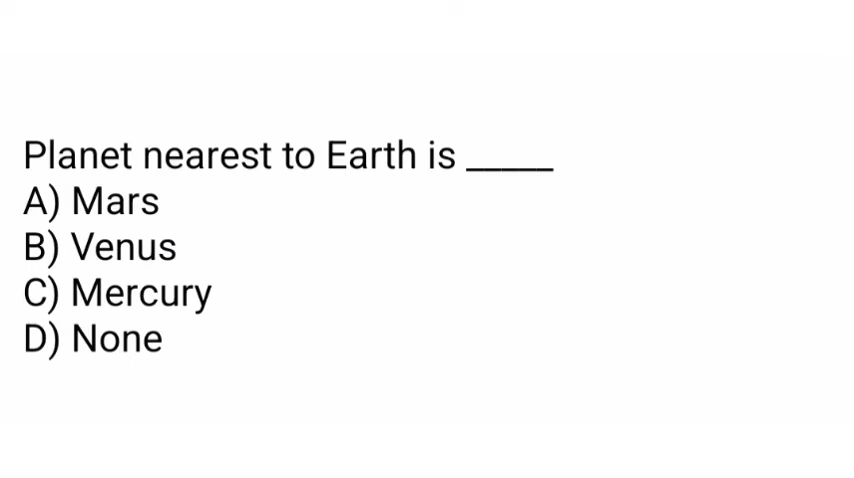 Planet nearest to Earth is _____
A) Mars
B) Venus
C) Mercury
D) None